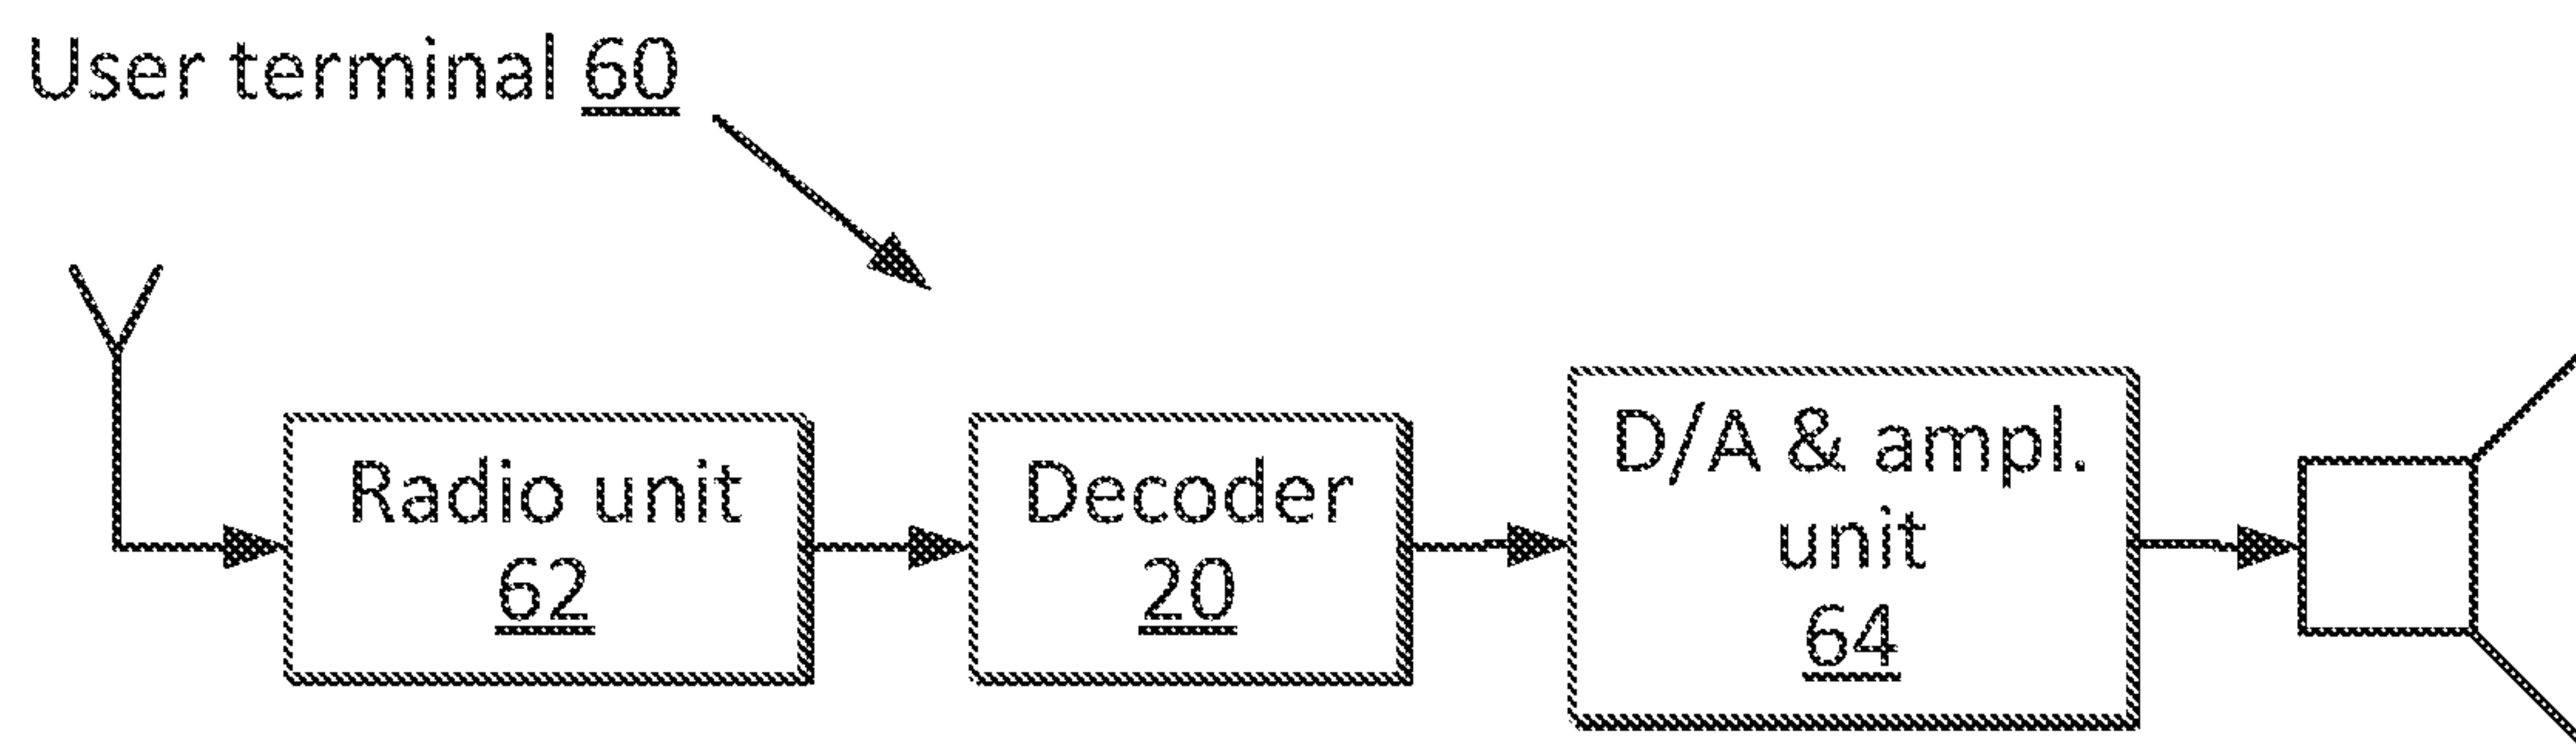 User terminal 60
Radio unit
62
Decoder
20
D/A & ampl.
unit
64